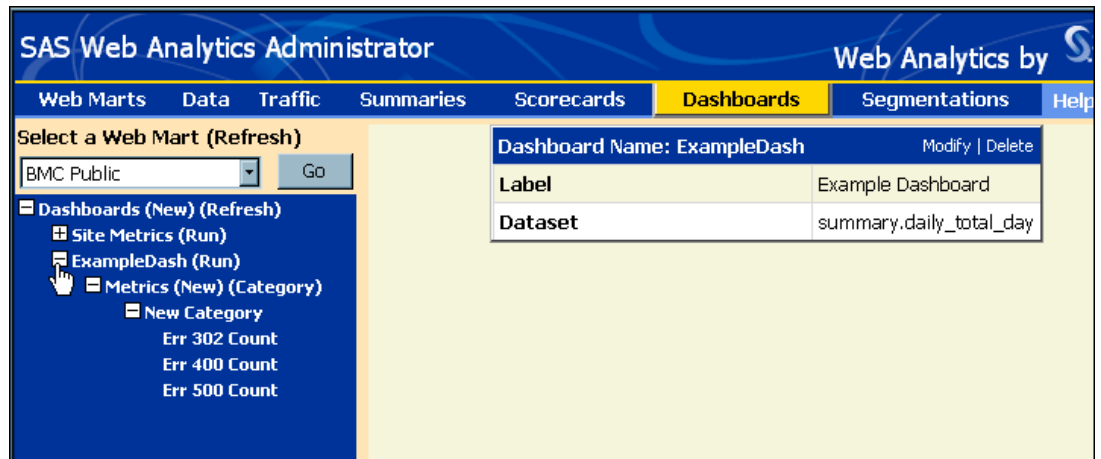 SAS Web Analytics Administrator
Web Analytics by
Web Marts Data Traffic Summaries Scorecards Dashboards Segmentations Help
Select a Web Mart (Refresh)
BMC Public Go
Dashboards (New) (Refresh)
Site Metrics (Run)
ExampleDash (Run)
Metrics (New) (Category)
New Category
Err 302 Count
Err 400 Count
Err 500 Count
Dashboard Name: ExampleDash Modify | Delete
Label Example Dashboard
Dataset summary.daily_total_day